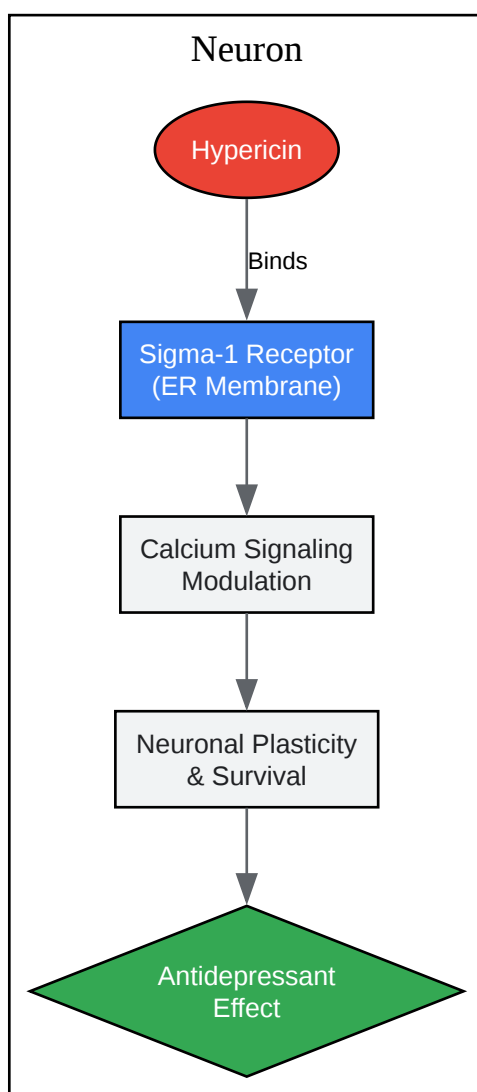 Neuron
Hypericin
Binds
Sigma-1 Receptor
(ER Membrane)
Calcium Signaling
Modulation
Neuronal Plasticity
& Survival
Antidepressant
Effect